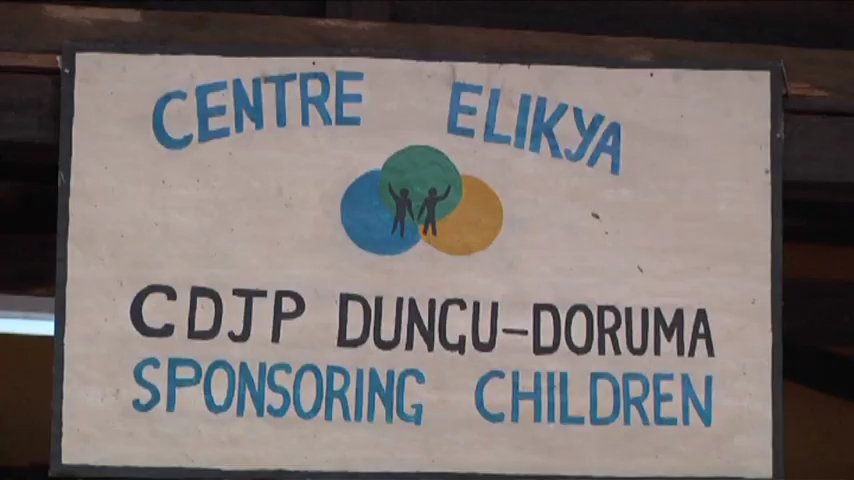 CENTRE ELIKYA
CDJP DUNGU-DORUMA
SPONSORING CHILDREN